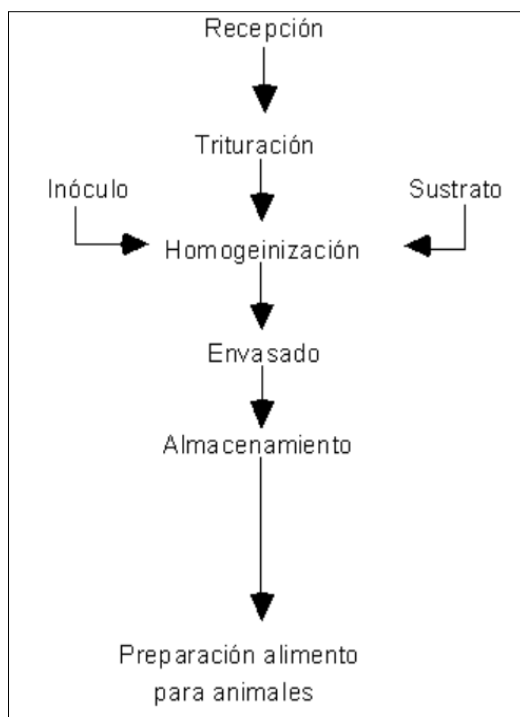 Recepción
Trituración
Inóculo
Sustrato
Homogeinización
Envasado
Almacenamiento
Preparación alimento
para animales